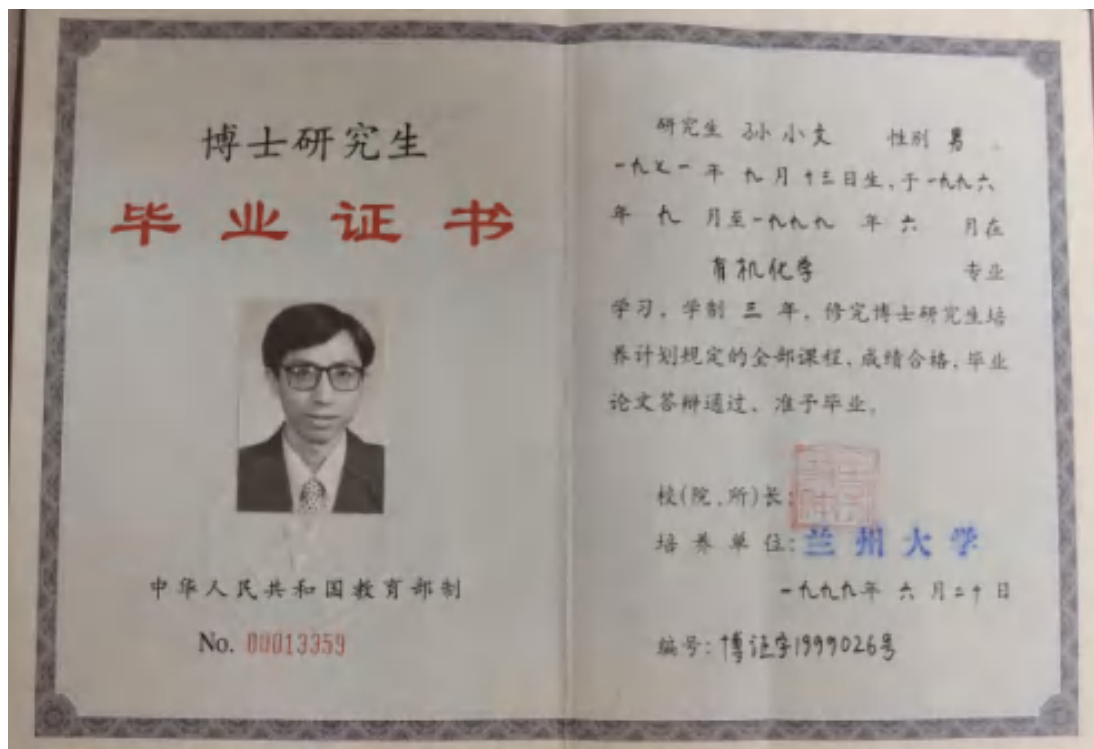 博士研究生
毕业证书
中华人民共和国教育部制
No. 00013359
研究生 孙小文 性别 男
一九七一年 九月十三日生,于一九九六
年 九 月至一九九九 年 六 月在
有机化学 专业
学习,学制 三 年,修完博士研究生培
养计划规定的全部课程,成绩合格,毕业
论文答辩通过、准予毕业。
校(院、所)长:
培养单位:兰州大学
一九九九年 六月二十日
编号:博证字1999026号